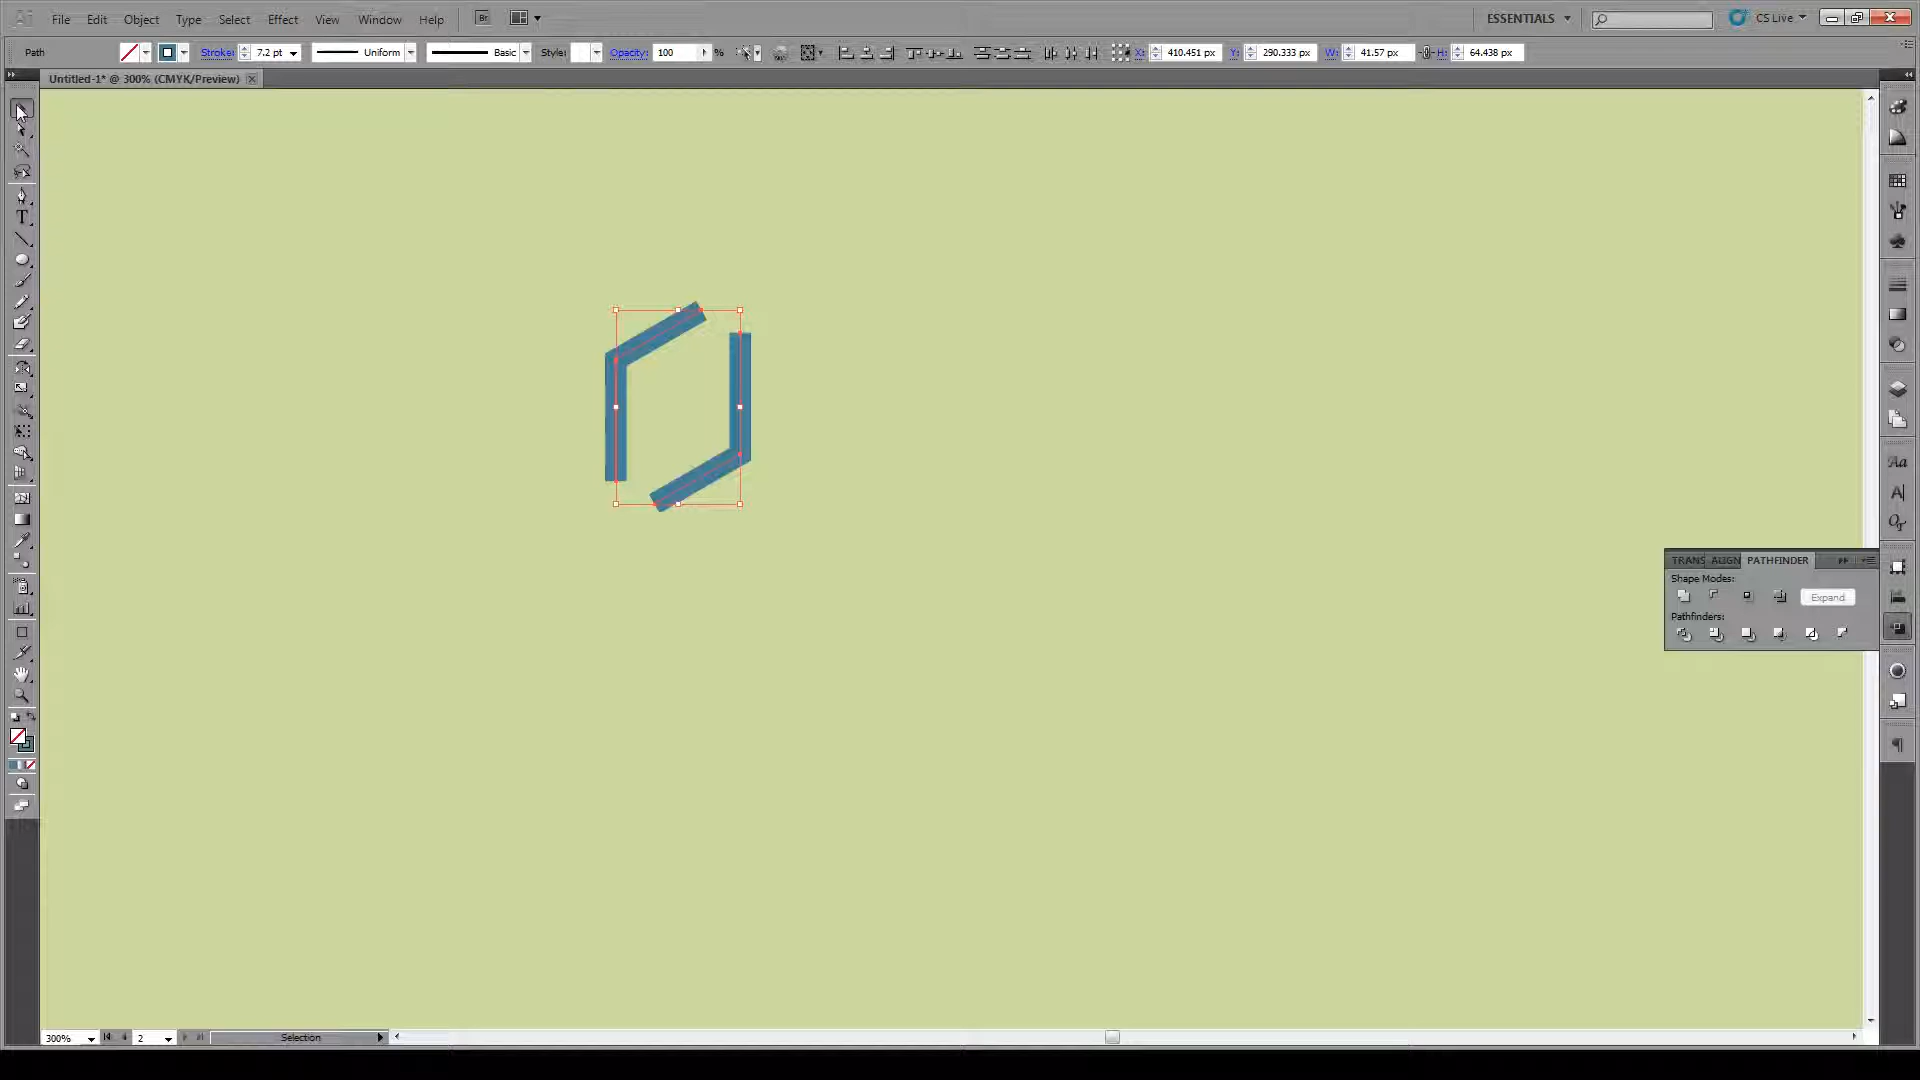 Ai File Edit Object Type Select Effect View Window Help Br ESSENTIALS CS Live
Path Stroke: 7.2 pt Uniform Basic Style: Opacity: 100 % X: 410.451 px Y: 290.333 px W: 41.57 px H: 64.438 px
Untitled-1* @ 300% (CMYK/Preview)
TRANS ALIGN PATHFINDER
Shape Modes:
Expand
Pathfinders:
300% 2 Selection